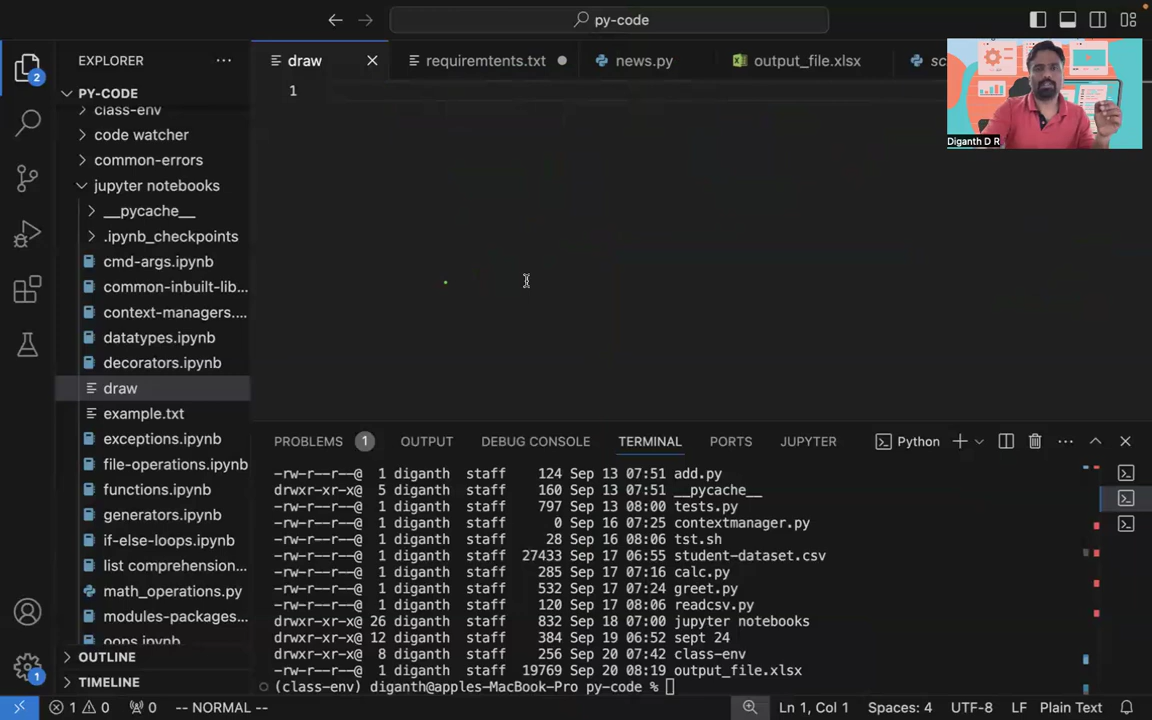 py-code
EXPLORER
draw
requiremtents.txt
news.py
output_file.xlsx
sc
Diganth D R
2
PY-CODE
class-env
code watcher
common-errors
jupyter notebooks
__pycache__
.ipynb_checkpoints
cmd-args.ipynb
common-inbuilt-lib...
context-managers....
datatypes.ipynb
decorators.ipynb
draw
example.txt
exceptions.ipynb
file-operations.ipynb
functions.ipynb
generators.ipynb
if-else-loops.ipynb
list comprehension...
math_operations.py
modules-packages...
oops.ipynb
OUTLINE
TIMELINE
1
1
PROBLEMS 1 OUTPUT DEBUG CONSOLE TERMINAL PORTS JUPYTER Python
-rw-r--r--@ 1 diganth staff 124 Sep 13 07:51 add.py
drwxr-xr-x@ 5 diganth staff 160 Sep 13 07:51 __pycache__
-rw-r--r--@ 1 diganth staff 797 Sep 13 08:00 tests.py
-rw-r--r--@ 1 diganth staff 0 Sep 16 07:25 contextmanager.py
-rw-r--r--@ 1 diganth staff 28 Sep 16 08:06 tst.sh
-rw-r--r--@ 1 diganth staff 27433 Sep 17 06:55 student-dataset.csv
-rw-r--r--@ 1 diganth staff 285 Sep 17 07:16 calc.py
-rw-r--r--@ 1 diganth staff 532 Sep 17 07:24 greet.py
-rw-r--r--@ 1 diganth staff 120 Sep 17 08:06 readcsv.py
drwxr-xr-x@ 26 diganth staff 832 Sep 18 07:00 jupyter notebooks
drwxr-xr-x@ 12 diganth staff 384 Sep 19 06:52 sept 24
drwxr-xr-x@ 8 diganth staff 256 Sep 20 07:42 class-env
-rw-r--r--@ 1 diganth staff 19769 Sep 20 08:19 output_file.xlsx
(class-env) diganth@apples-MacBook-Pro py-code %
1 0 0 -- NORMAL -- Ln 1, Col 1 Spaces: 4 UTF-8 LF Plain Text